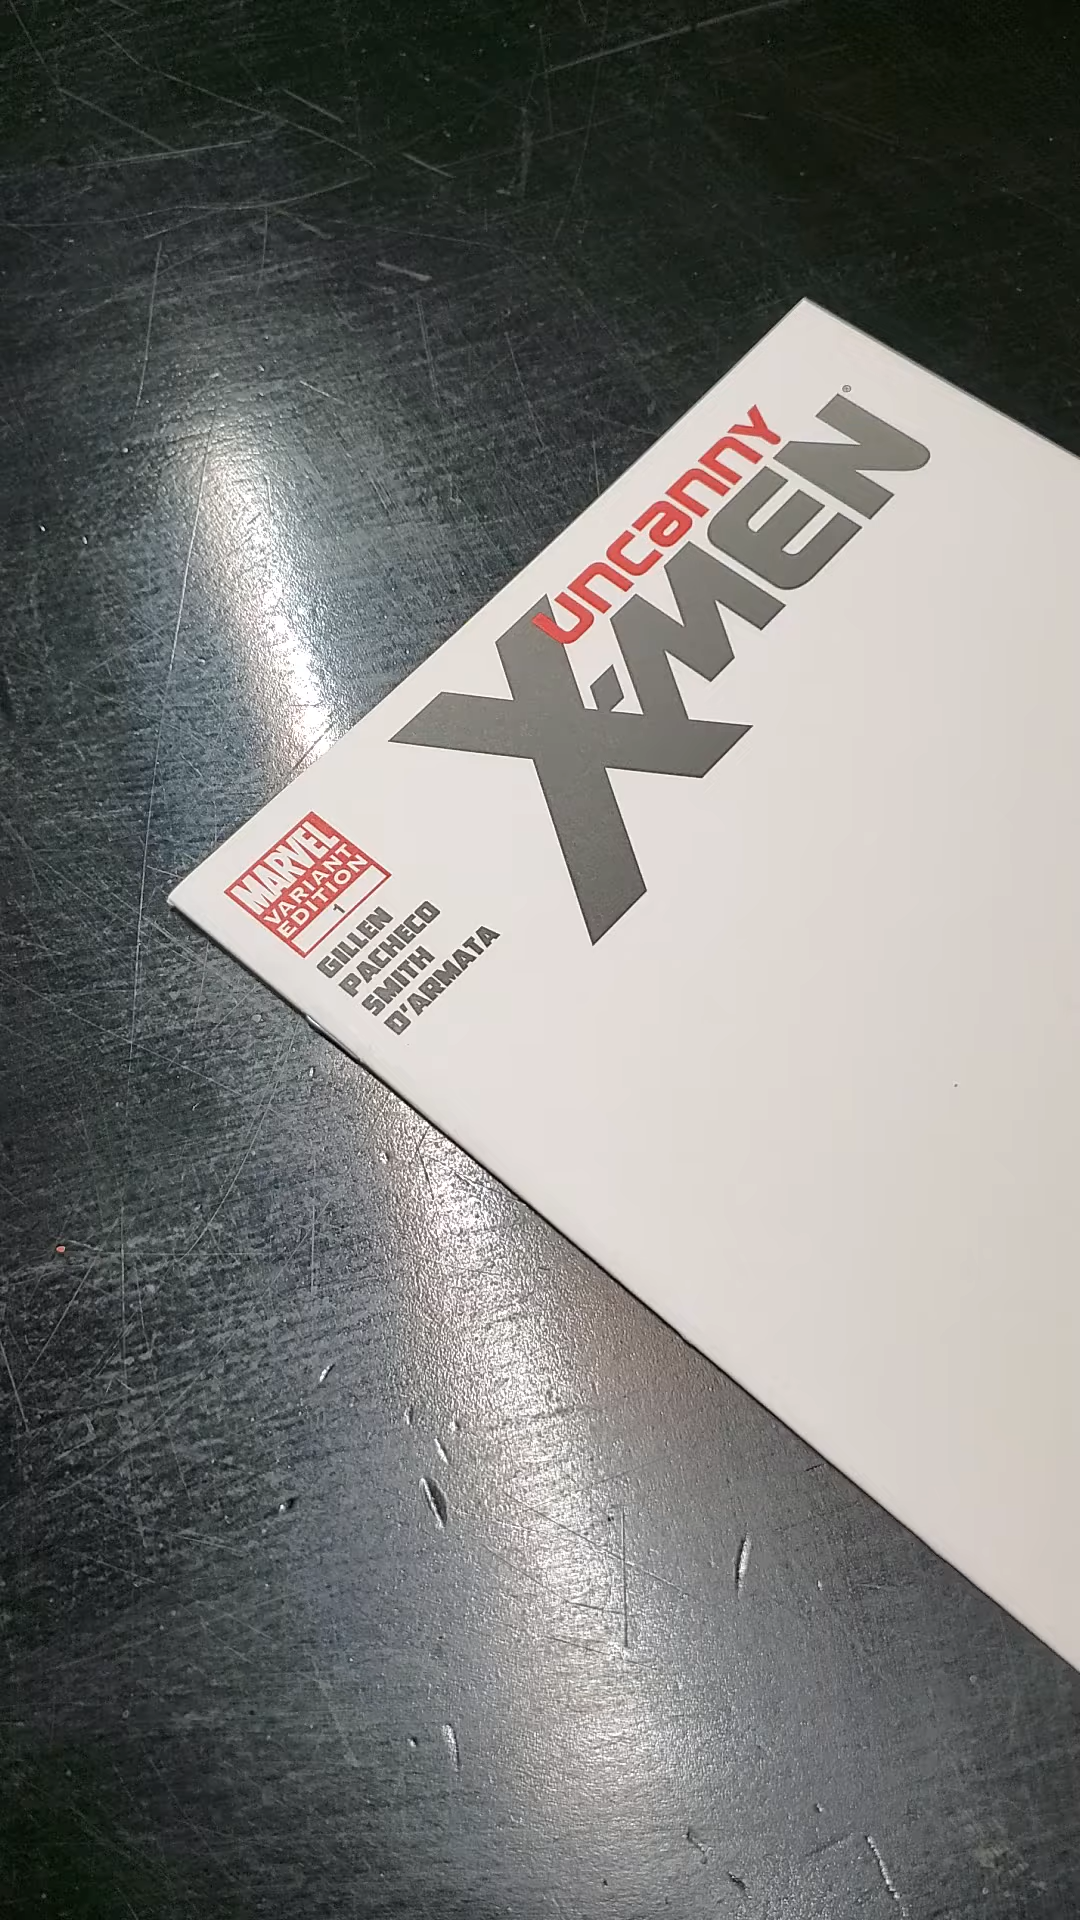 uncanny
X-MEN®
MARVEL
VARIANT
EDITION
1
GILLEN
PACHECO
SMITH
D'ARMATA